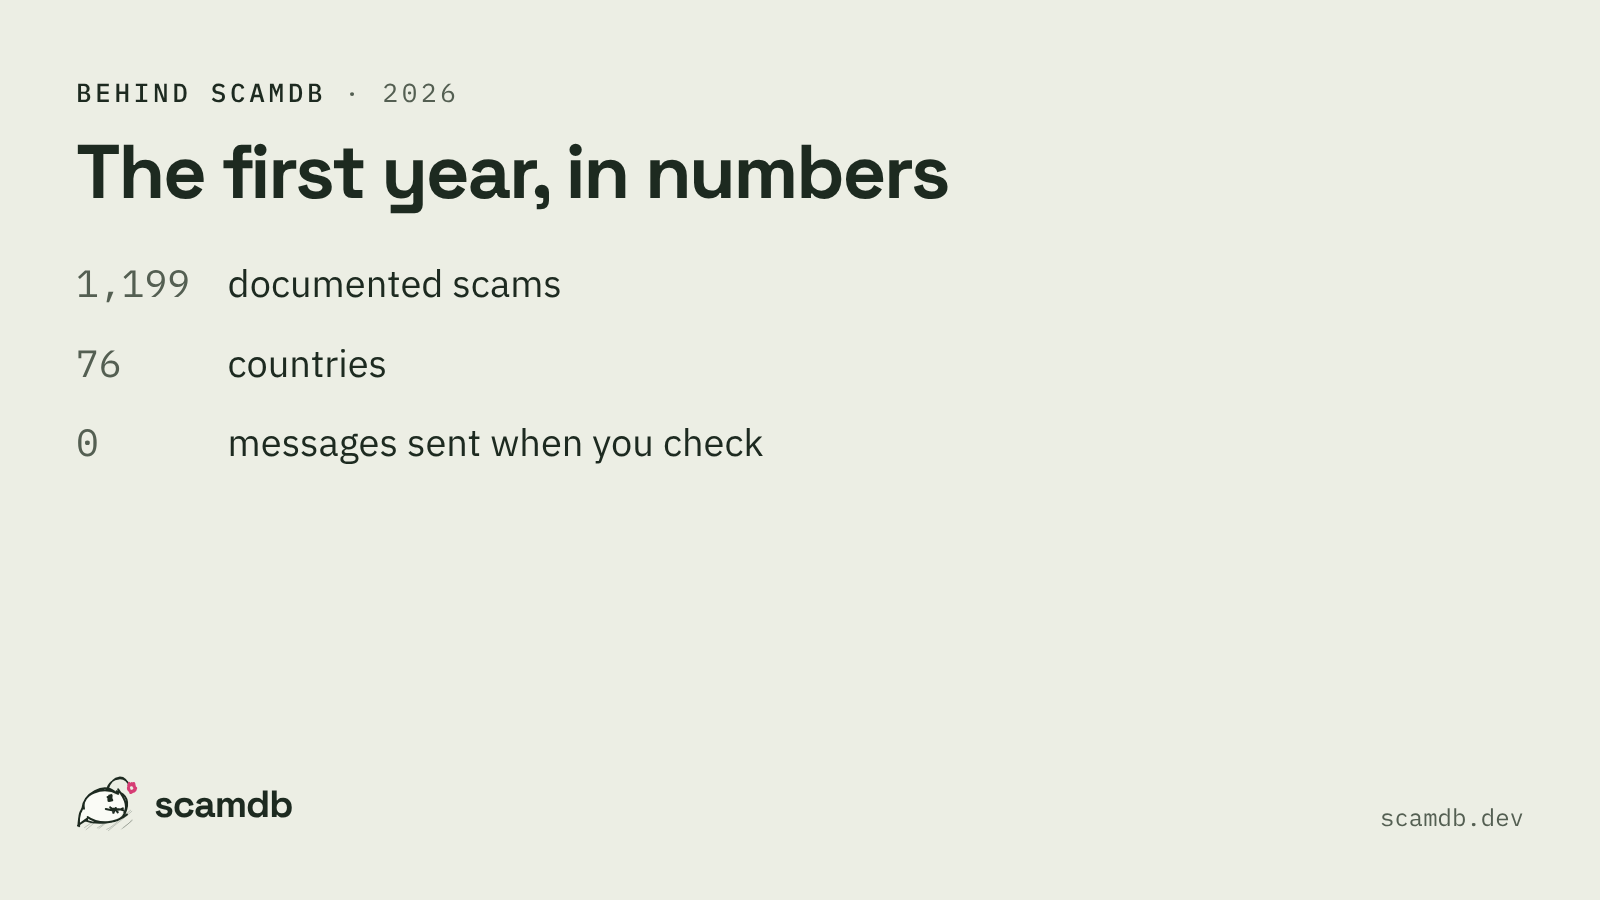 BEHIND SCAMDB · 2026
The first year, in numbers
1,199 documented scams
76 countries
0 messages sent when you check
scamdb
scamdb.dev